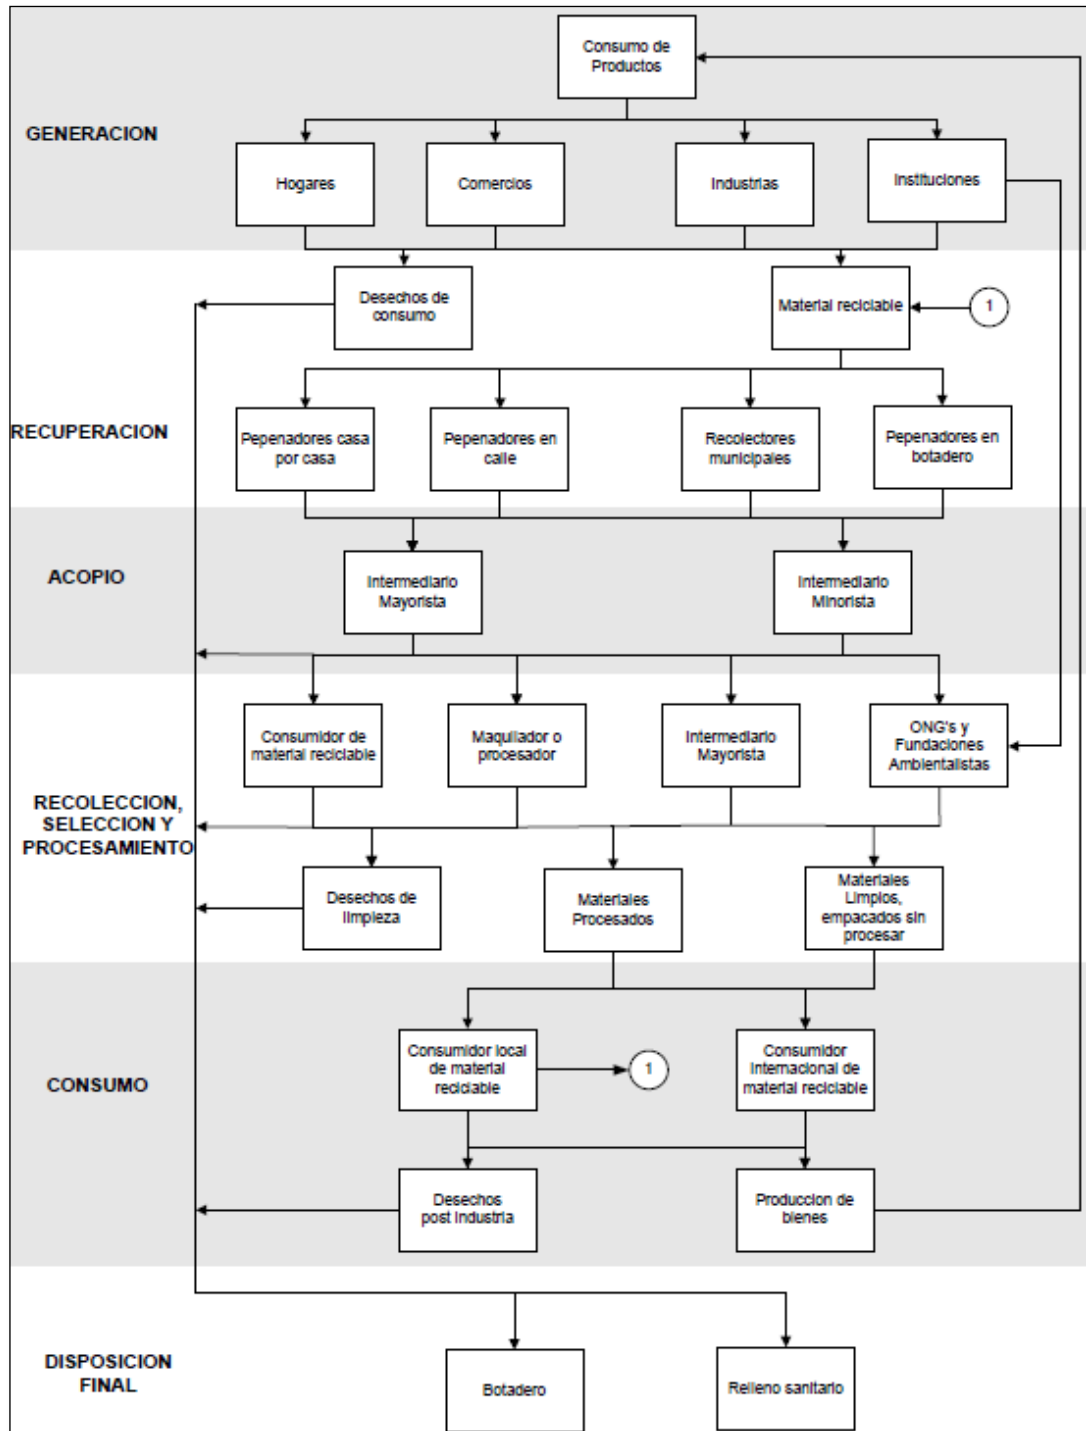 Consumo de
Productos
GENERACION
Hogares
Comercios
Industrias
Instituciones
Desechos de
consumo
Material reciclable
1
RECUPERACION
Pepenadores casa
por casa
Pepenadores en
calle
Recolectores
municipales
Pepenadores en
botadero
ACOPIO
Intermediario
Mayorista
Intermediario
Minorista
Consumidor de
material reciclable
Maquilador o
procesador
Intermediario
Mayorista
ONG's y
Fundaciones
Ambientalistas
RECOLECCION,
SELECCION Y
PROCESAMIENTO
Desechos de
limpieza
Materiales
Procesados
Materiales
Limpios,
empacados sin
procesar
CONSUMO
Consumidor local
de material
reciclable
1
Consumidor
Internacional de
material reciclable
Desechos
post industria
Produccion de
bienes
DISPOSICION
FINAL
Botadero
Relleno sanitario